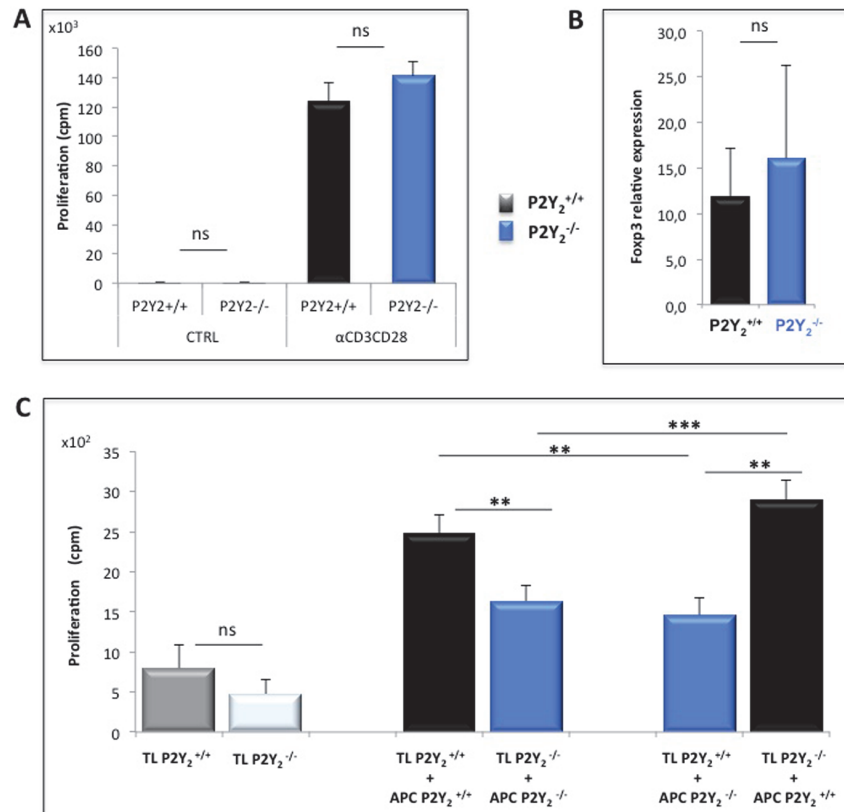 A
x10³
ns
160
140
120
100
80
60
40
20
0
Proliferation (cpm)
ns
P2Y2+/+ P2Y2-/- P2Y2+/+ P2Y2-/-
CTRL αCD3CD28
P2Y₂⁺/⁺
P2Y₂⁻/⁻
B
ns
30,0
25,0
20,0
15,0
10,0
5,0
0,0
Foxp3 relative expression
P2Y₂⁺/⁺ P2Y₂⁻/⁻
C
x10²
35
30
25
20
15
10
5
0
Proliferation (cpm)
***
** **
**
ns
TL P2Y₂⁺/⁺ TL P2Y₂⁻/⁻ TL P2Y₂⁺/⁺ TL P2Y₂⁻/⁻ TL P2Y₂⁺/⁺ TL P2Y₂⁻/⁻
+ + + +
APC P2Y₂⁺/⁺ APC P2Y₂⁻/⁻ APC P2Y₂⁻/⁻ APC P2Y₂⁺/⁺